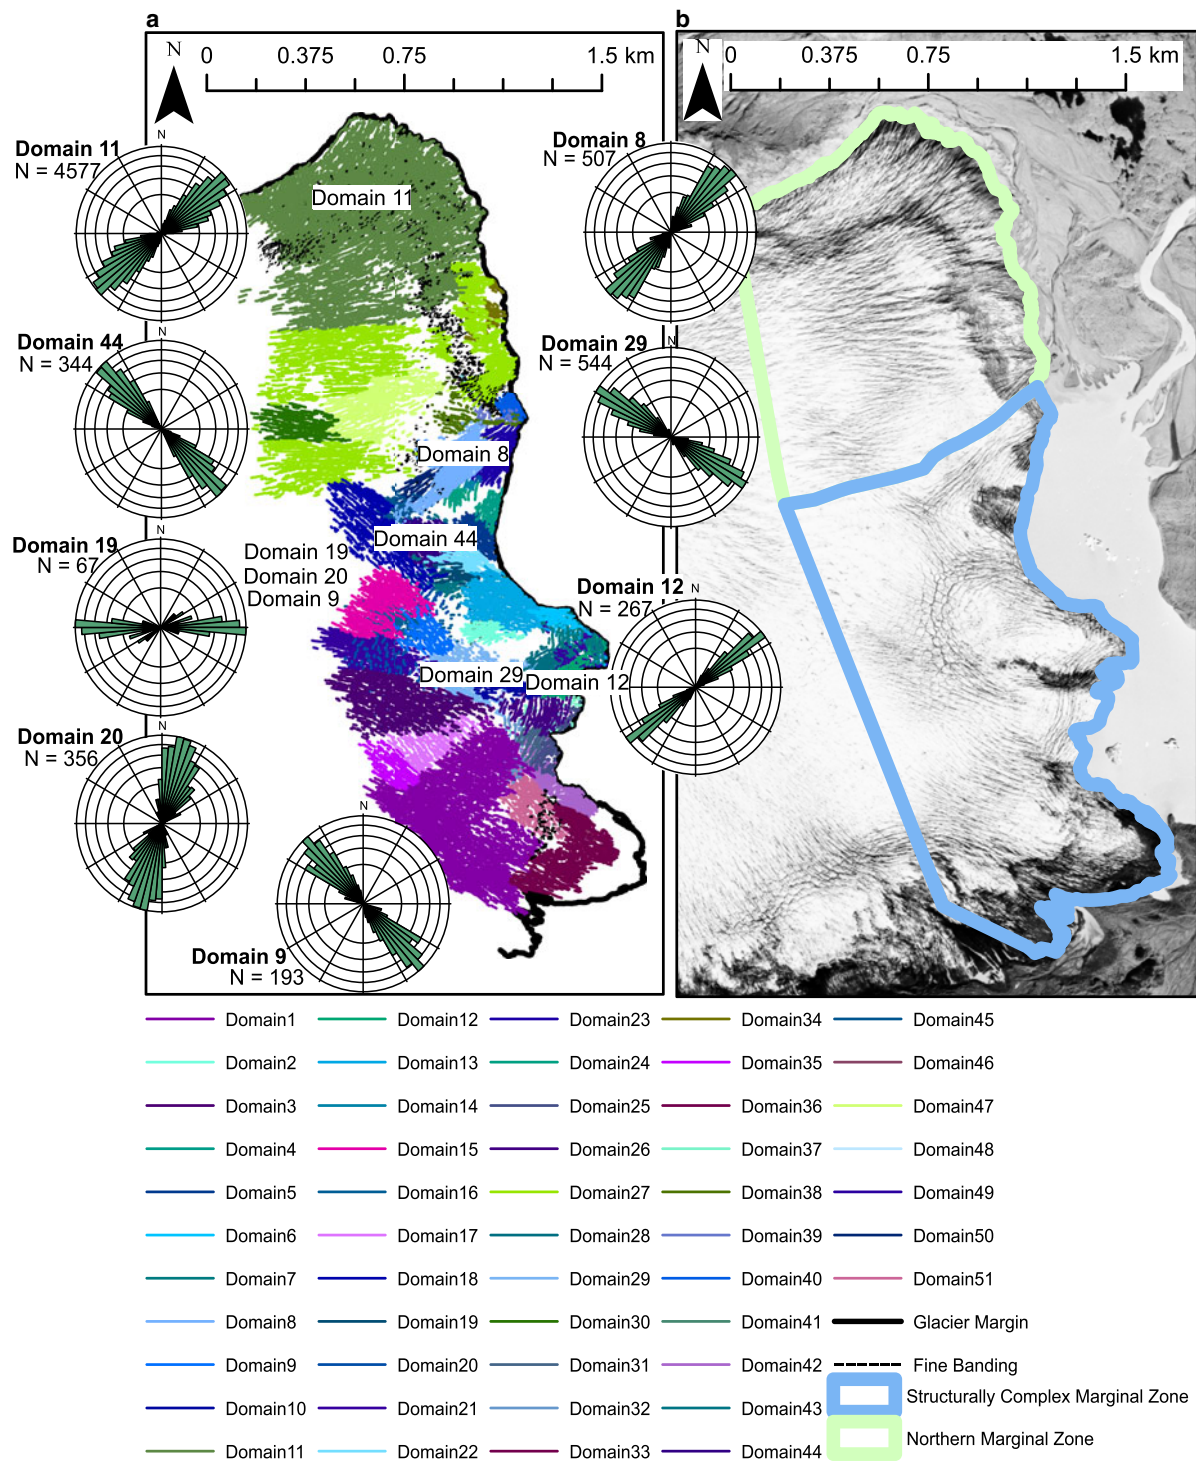 a
b
N
0 0.375 0.75 1.5 km
N
0 0.375 0.75 1.5 km
Domain 11
N = 4577
N
Domain 11
Domain 8
N = 507
N
Domain 44
N = 344
N
Domain 29
N = 544
N
Domain 8
Domain 44
Domain 19
N = 67
N
Domain 19
Domain 20
Domain 9
Domain 12
N = 267
N
Domain 29
Domain 12
Domain 20
N = 356
N
N
Domain 9
N = 193
Domain1 Domain12 Domain23 Domain34 Domain45
Domain2 Domain13 Domain24 Domain35 Domain46
Domain3 Domain14 Domain25 Domain36 Domain47
Domain4 Domain15 Domain26 Domain37 Domain48
Domain5 Domain16 Domain27 Domain38 Domain49
Domain6 Domain17 Domain28 Domain39 Domain50
Domain7 Domain18 Domain29 Domain40 Domain51
Domain8 Domain19 Domain30 Domain41 Glacier Margin
Domain9 Domain20 Domain31 Domain42 Fine Banding
Domain10 Domain21 Domain32 Domain43 Structurally Complex Marginal Zone
Domain11 Domain22 Domain33 Domain44 Northern Marginal Zone